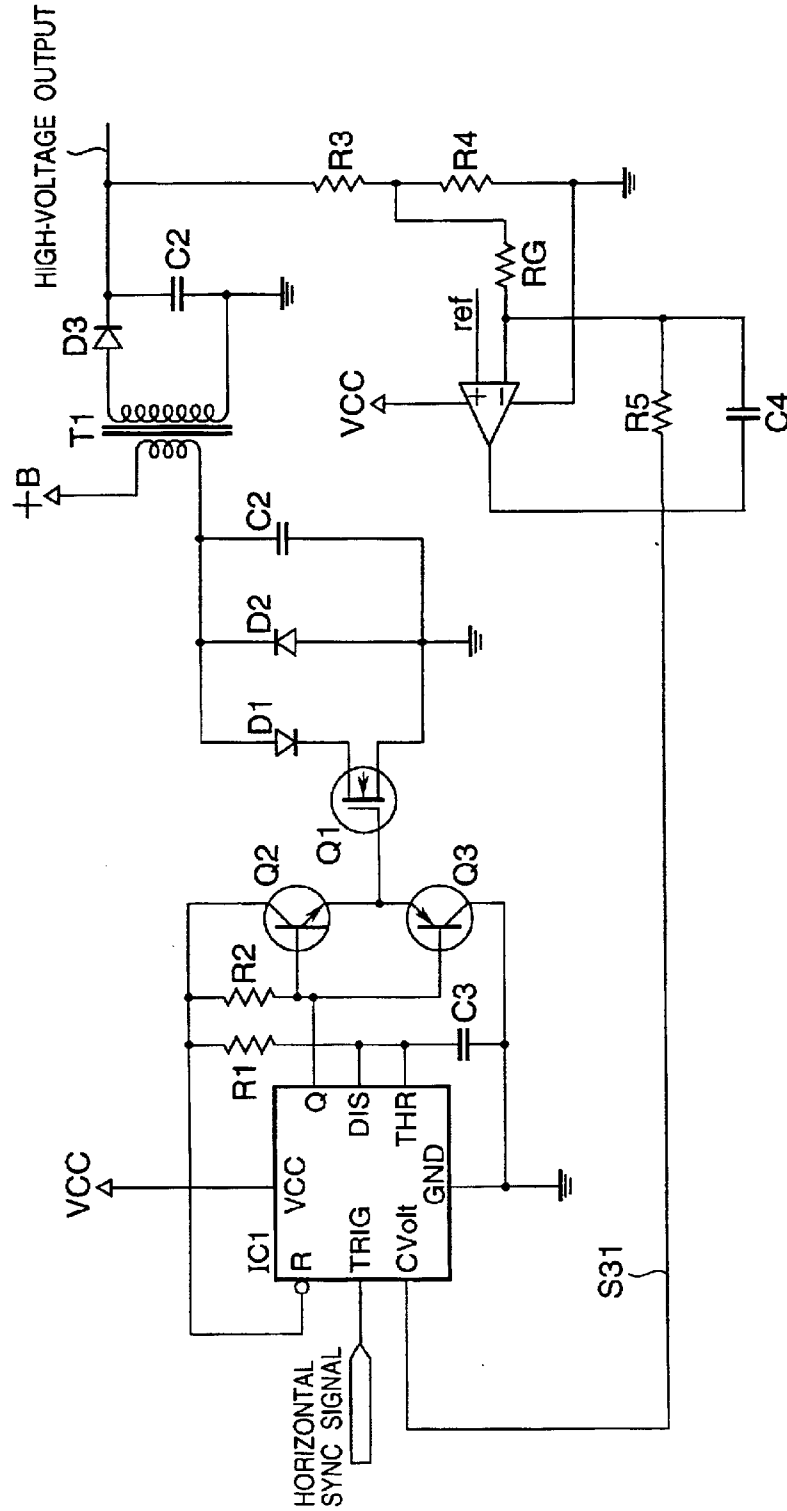 HORIZONTAL
SYNC SIGNAL
VCC
IC1
VCC
R
TRIG
CVolt
GND
Q
DIS
THR
R1
R2
C3
Q2
Q3
Q1
D1
D2
C2
+B
T1
D3
C2
HIGH-VOLTAGE OUTPUT
R3
R4
RG
VCC
ref
+
−
R5
C4
S31